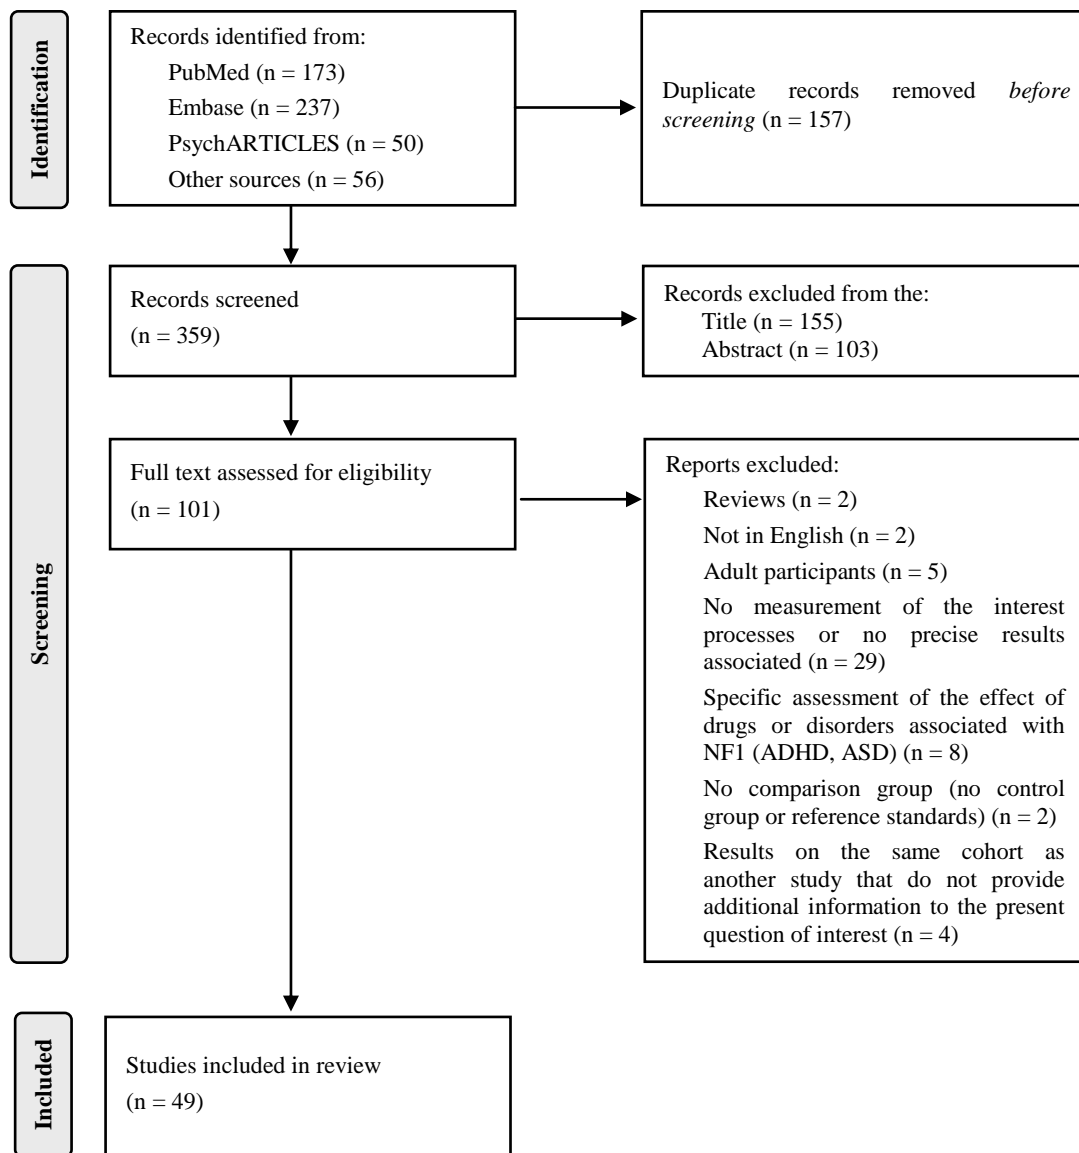 Identification
Records identified from:
PubMed (n = 173)
Embase (n = 237)
PsychARTICLES (n = 50)
Other sources (n = 56)
Duplicate records removed before
screening (n = 157)
Screening
Records screened
(n = 359)
Records excluded from the:
Title (n = 155)
Abstract (n = 103)
Full text assessed for eligibility
(n = 101)
Reports excluded:
Reviews (n = 2)
Not in English (n = 2)
Adult participants (n = 5)
No measurement of the interest
processes or no precise results
associated (n = 29)
Specific assessment of the effect of
drugs or disorders associated with
NF1 (ADHD, ASD) (n = 8)
No comparison group (no control
group or reference standards) (n = 2)
Results on the same cohort as
another study that do not provide
additional information to the present
question of interest (n = 4)
Included
Studies included in review
(n = 49)